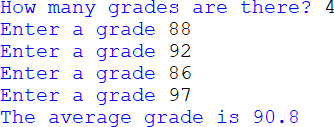 How many grades are there? 4
Enter a grade 88
Enter a grade 92
Enter a grade 86
Enter a grade 97
The average grade is 90.8